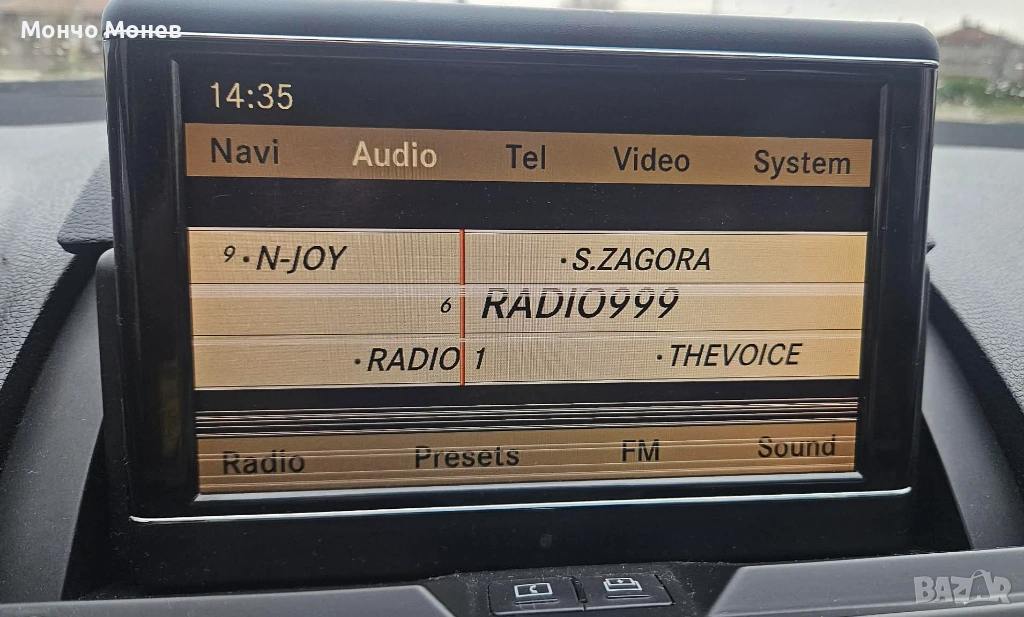 Мончо Монев
14:35
Navi Audio Tel Video System
9 · N-JOY · S.ZAGORA
6 RADIO999
· RADIO 1 · THEVOICE
Radio Presets FM Sound
BAZAR